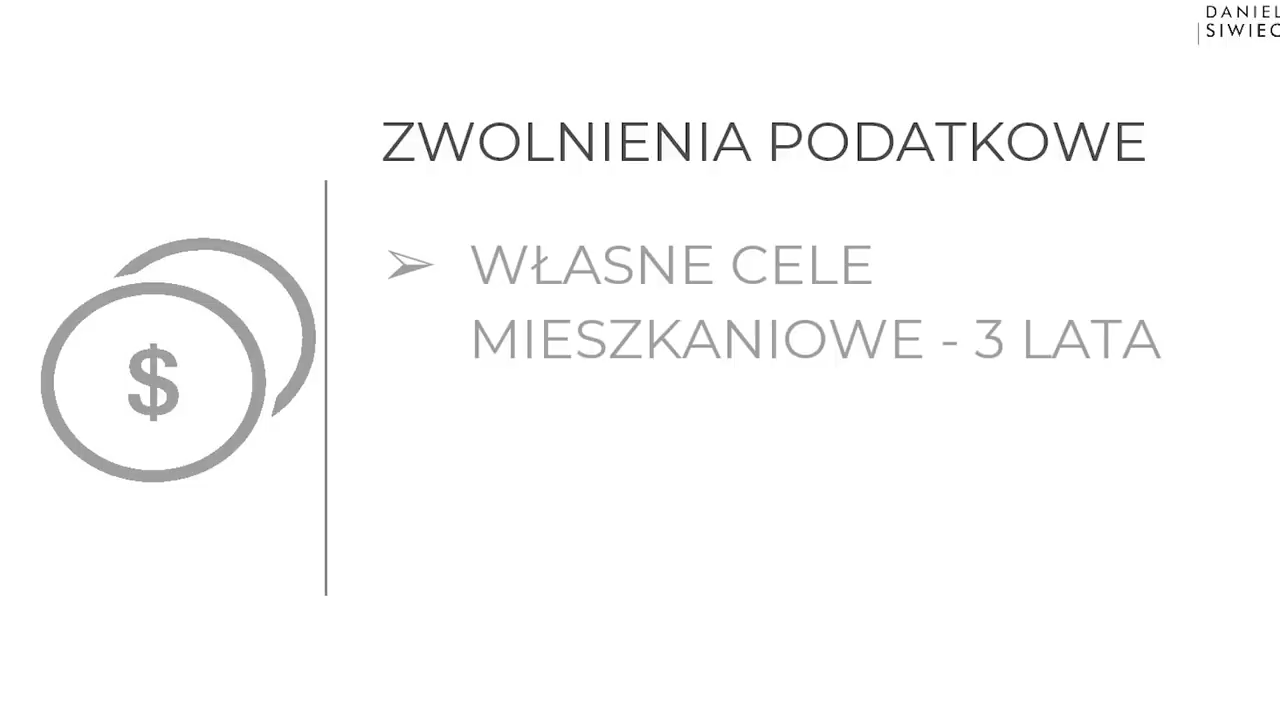 DANIEL
SIWIEC
ZWOLNIENIA PODATKOWE
➢ WŁASNE CELE
MIESZKANIOWE - 3 LATA
$